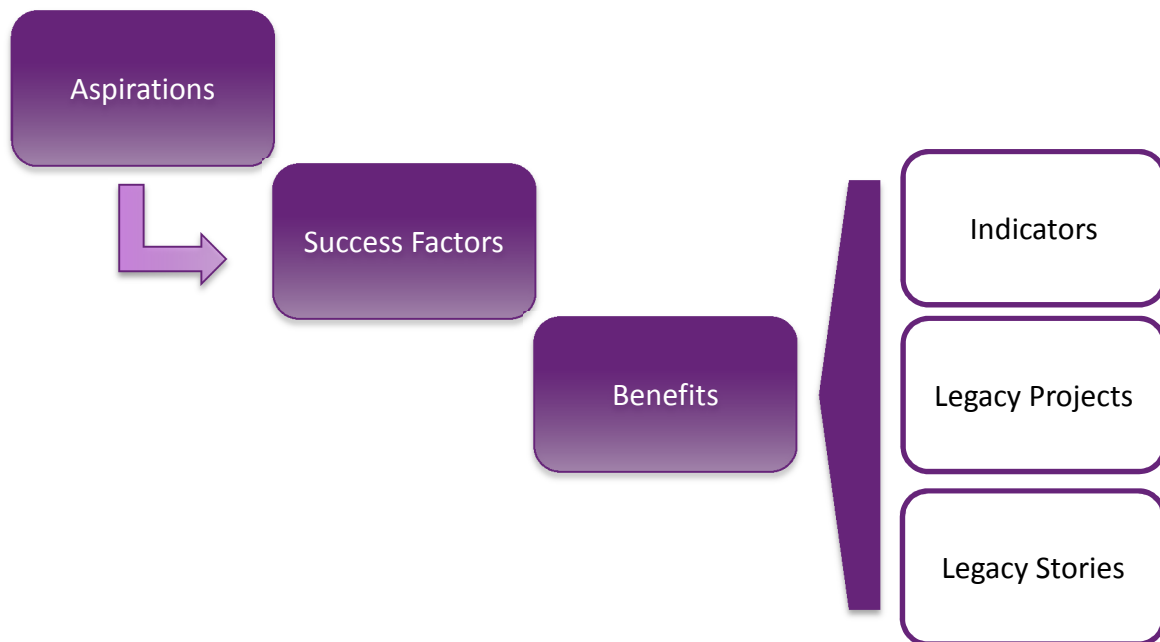 Aspirations
Success Factors
Benefits
Indicators
Legacy Projects
Legacy Stories